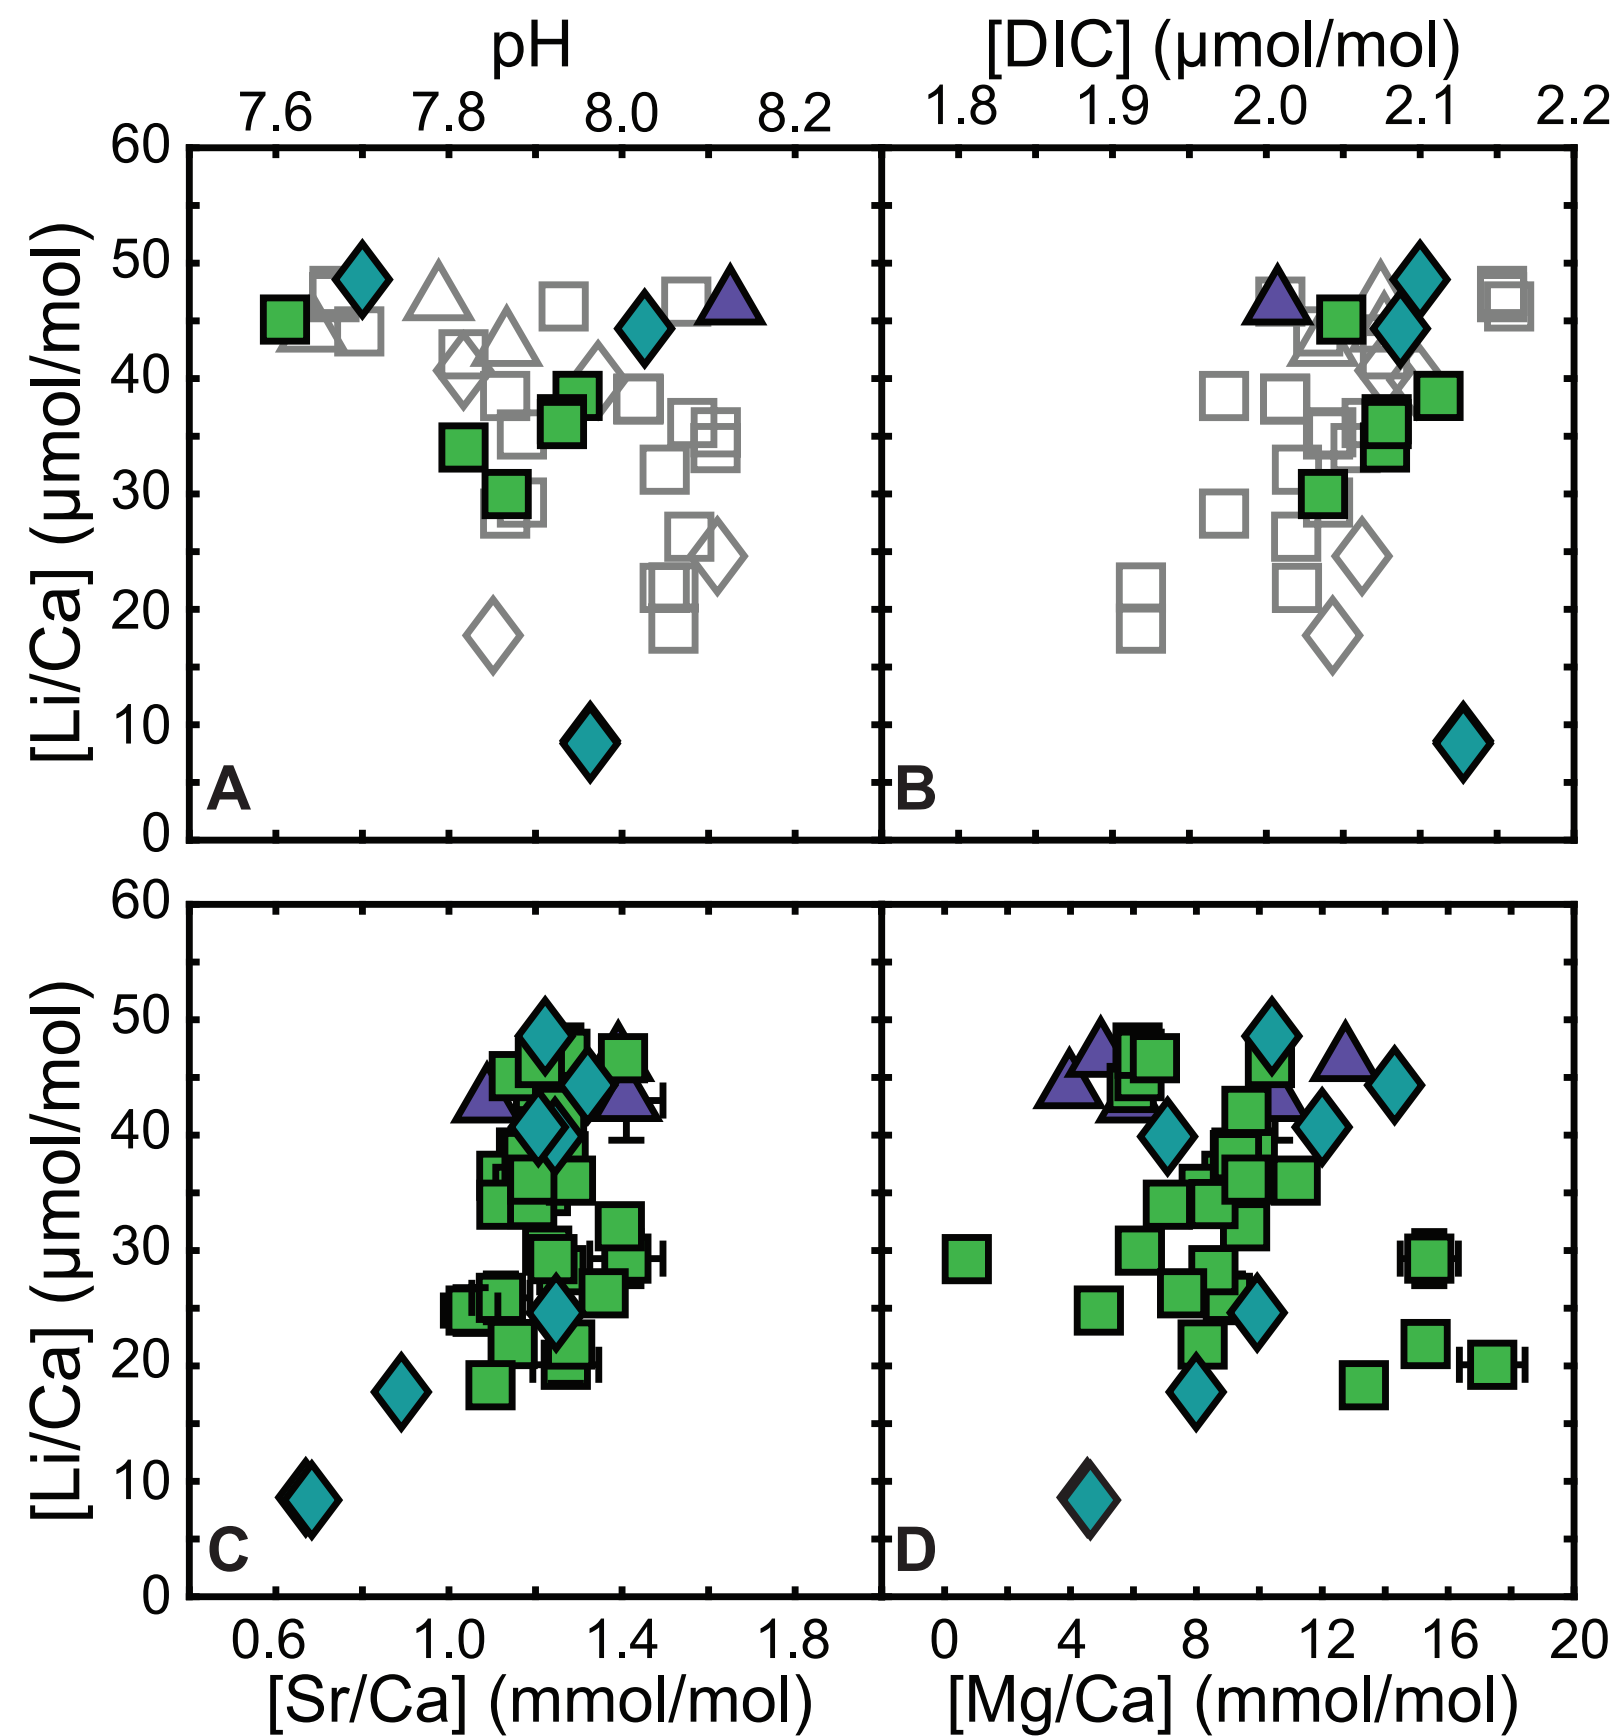 pH [DIC] (µmol/mol)
7.6 7.8 8.0 8.2 1.8 1.9 2.0 2.1 2.2
60
50
40
30
20
10
0
[Li/Ca] (µmol/mol)
A B
60
50
40
30
20
10
0
[Li/Ca] (µmol/mol)
C D
0.6 1.0 1.4 1.8 0 4 8 12 16 20
[Sr/Ca] (mmol/mol) [Mg/Ca] (mmol/mol)